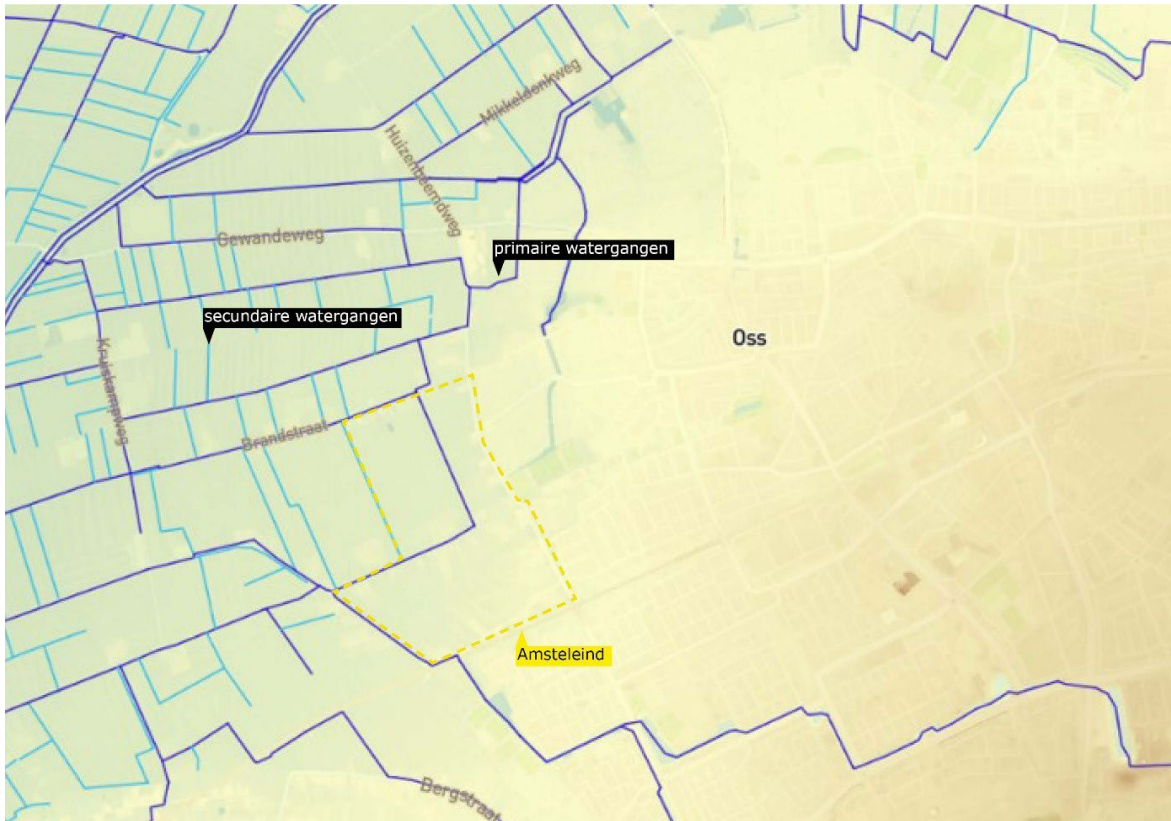 Mikkeldonkweg
Huizenbeemdweg
Gewandeweg
primaire watergangen
secundaire watergangen
Oss
Kruiskampweg
Brandstraat
Amsteleind
Bergstraat